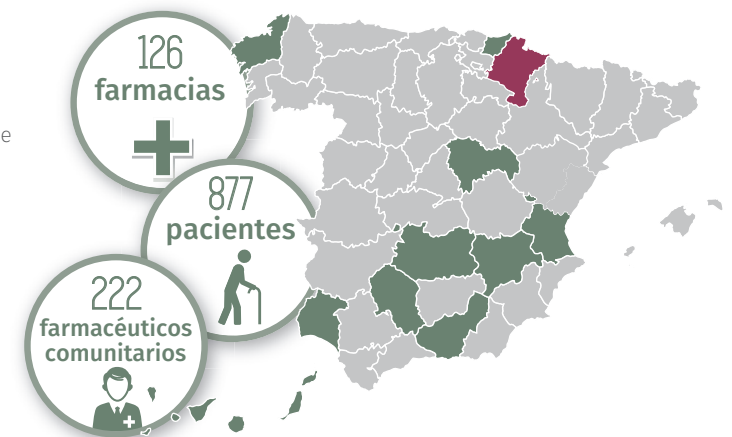 126
farmacias
e
877
pacientes
222
farmacéuticos
comunitarios